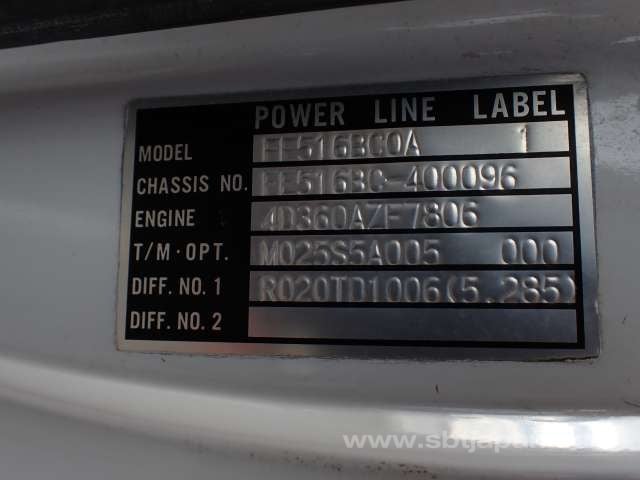 POWER LINE LABEL
MODEL FE516BC0A 1
CHASSIS NO. FE516BC-400096
ENGINE 4D360AZF7806
T/M·OPT. M025S5A005 000
DIFF. NO. 1 R020TD1006(5.285)
DIFF. NO. 2
www.sbtjapan